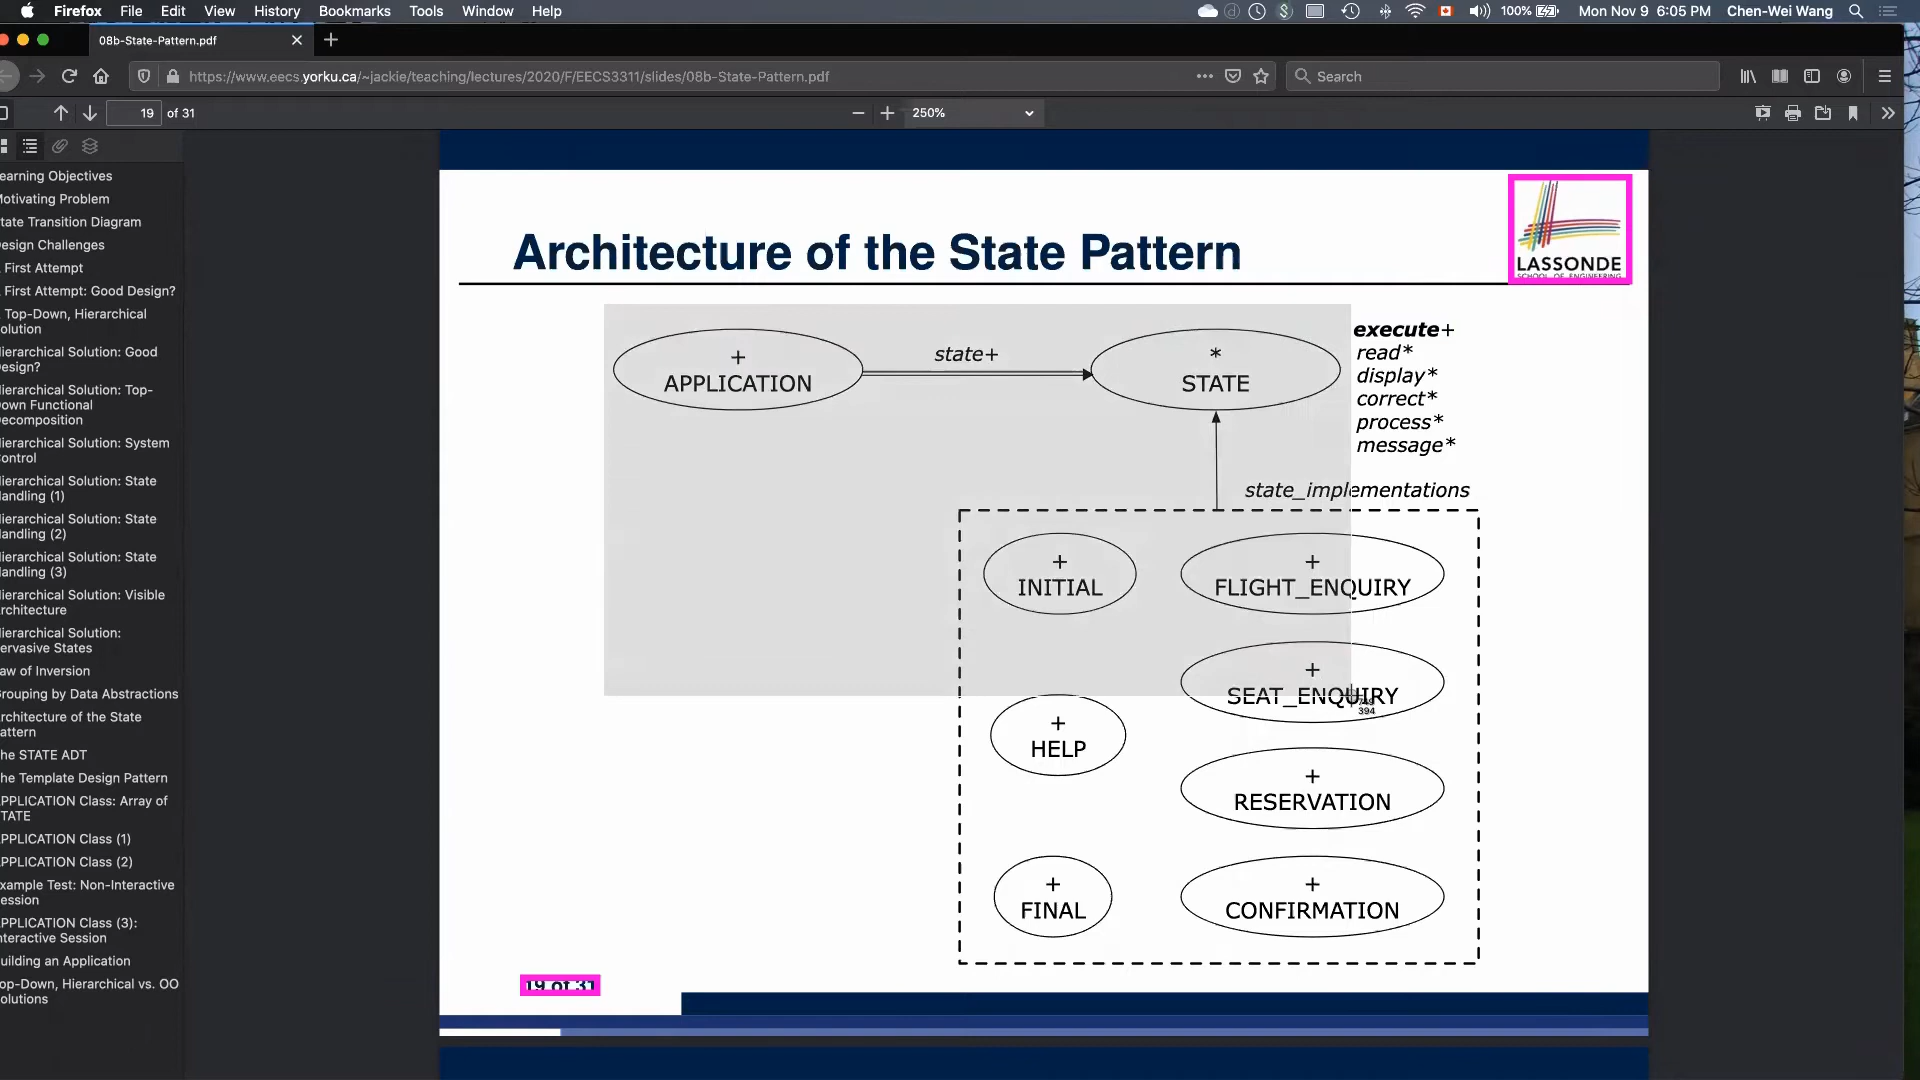 Firefox File Edit View History Bookmarks Tools Window Help 100% Mon Nov 9 6:05 PM Chen-Wei Wang
08b-State-Pattern.pdf
https://www.eecs.yorku.ca/~jackie/teaching/lectures/2020/F/EECS3311/slides/08b-State-Pattern.pdf
Search
19 of 31
250%
earning Objectives
Motivating Problem
tate Transition Diagram
esign Challenges
First Attempt
First Attempt: Good Design?
Top-Down, Hierarchical
olution
ierarchical Solution: Good
esign?
ierarchical Solution: Top-
own Functional
ecomposition
ierarchical Solution: System
ontrol
ierarchical Solution: State
andling (1)
ierarchical Solution: State
andling (2)
ierarchical Solution: State
andling (3)
ierarchical Solution: Visible
rchitecture
ierarchical Solution:
ervasive States
aw of Inversion
rouping by Data Abstractions
rchitecture of the State
attern
he STATE ADT
he Template Design Pattern
PPLICATION Class: Array of
TATE
PPLICATION Class (1)
PPLICATION Class (2)
xample Test: Non-Interactive
ession
PPLICATION Class (3):
nteractive Session
uilding an Application
op-Down, Hierarchical vs. OO
olutions
Architecture of the State Pattern
LASSONDE
SCHOOL OF ENGINEERING
+
APPLICATION
state+
*
STATE
execute+
read*
display*
correct*
process*
message*
state_implementations
+
INITIAL
+
FLIGHT_ENQUIRY
+
SEAT_ENQUIRY
394
+
HELP
+
RESERVATION
+
FINAL
+
CONFIRMATION
19 of 31